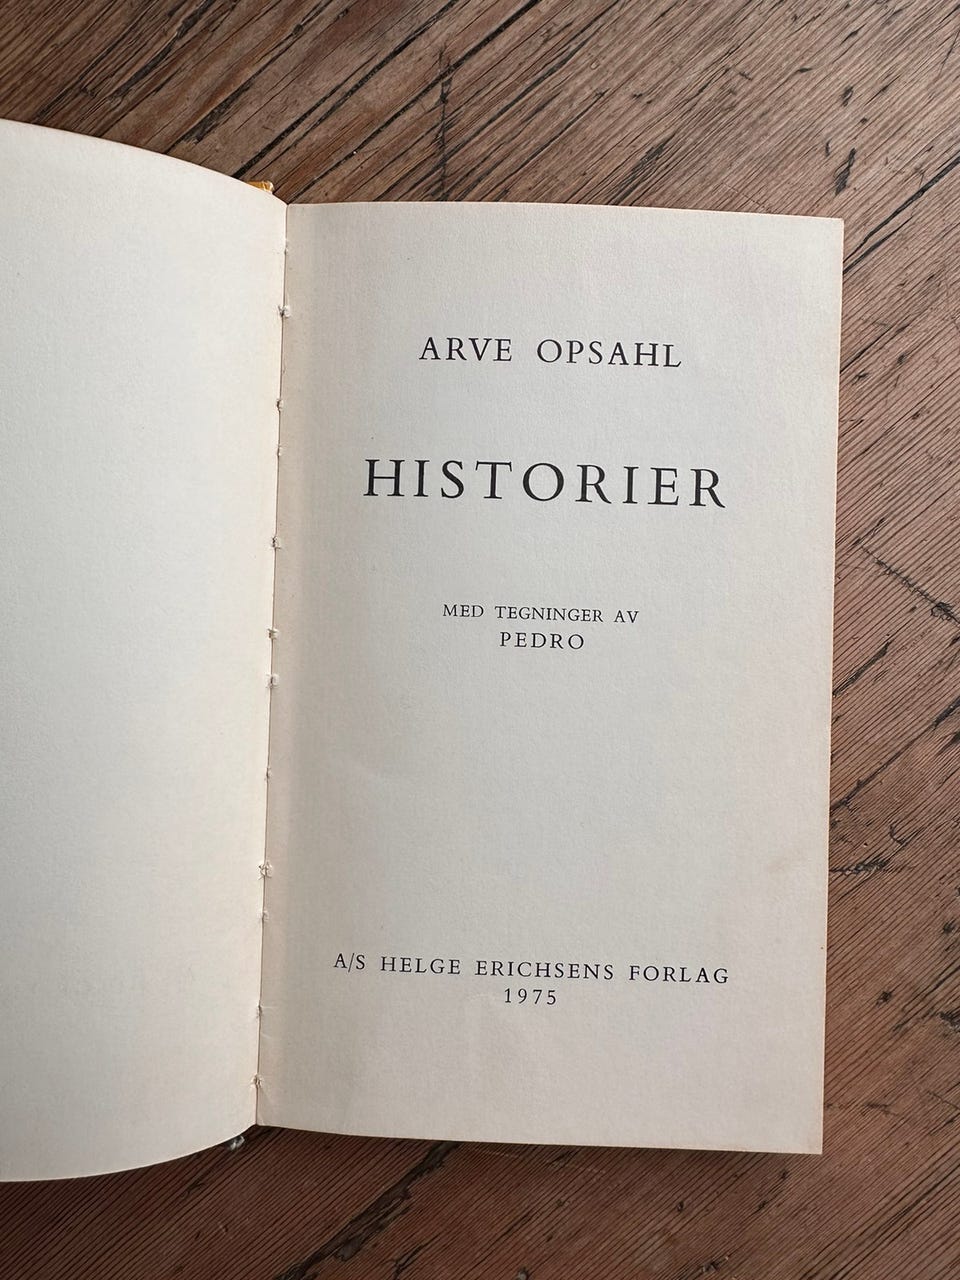 ARVE OPSAHL
HISTORIER
MED TEGNINGER AV
PEDRO
A/S HELGE ERICHSENS FORLAG
1975